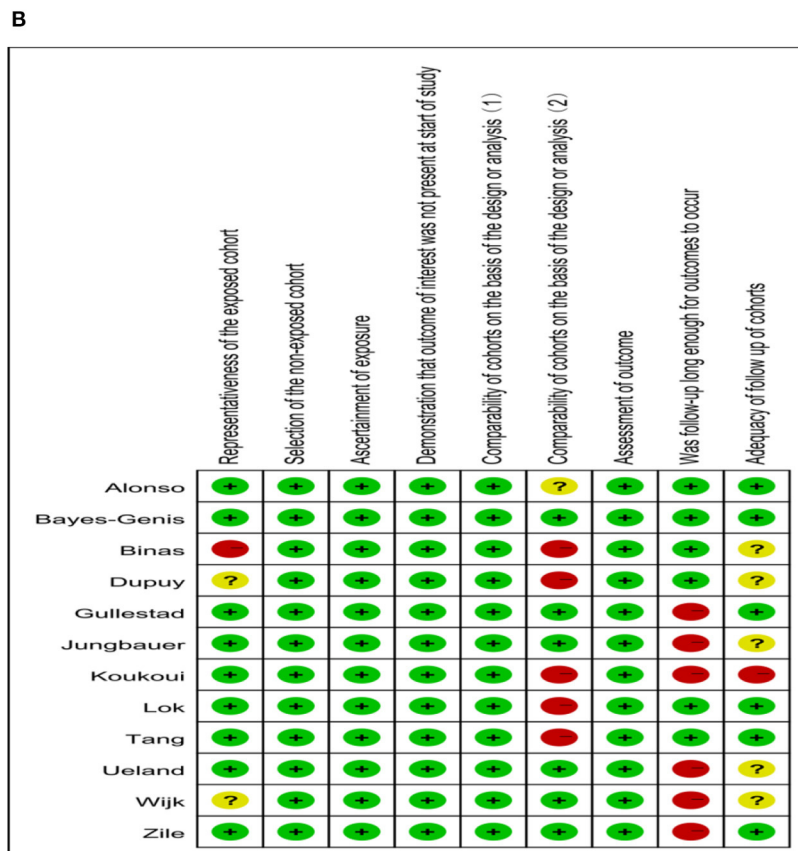 B
Representativeness of the exposed cohort
Selection of the non-exposed cohort
Ascertainment of exposure
Demonstration that outcome of interest was not present at start of study
Comparability of cohorts on the basis of the design or analysis (1)
Comparability of cohorts on the basis of the design or analysis (2)
Assessment of outcome
Was follow-up long enough for outcomes to occur
Adequacy of follow up of cohorts
Alonso + + + + + ? + + +
Bayes-Genis + + + + + + + + +
Binas - + + + + - + + ?
Dupuy ? + + + + - + + ?
Gullestad + + + + + + + - +
Jungbauer + + + + + + + - ?
Koukoui + + + + + - + - -
Lok + + + + + - + + +
Tang + + + + + - + + +
Ueland + + + + + + + - ?
Wijk ? + + + + + + - ?
Zile + + + + + + + - +